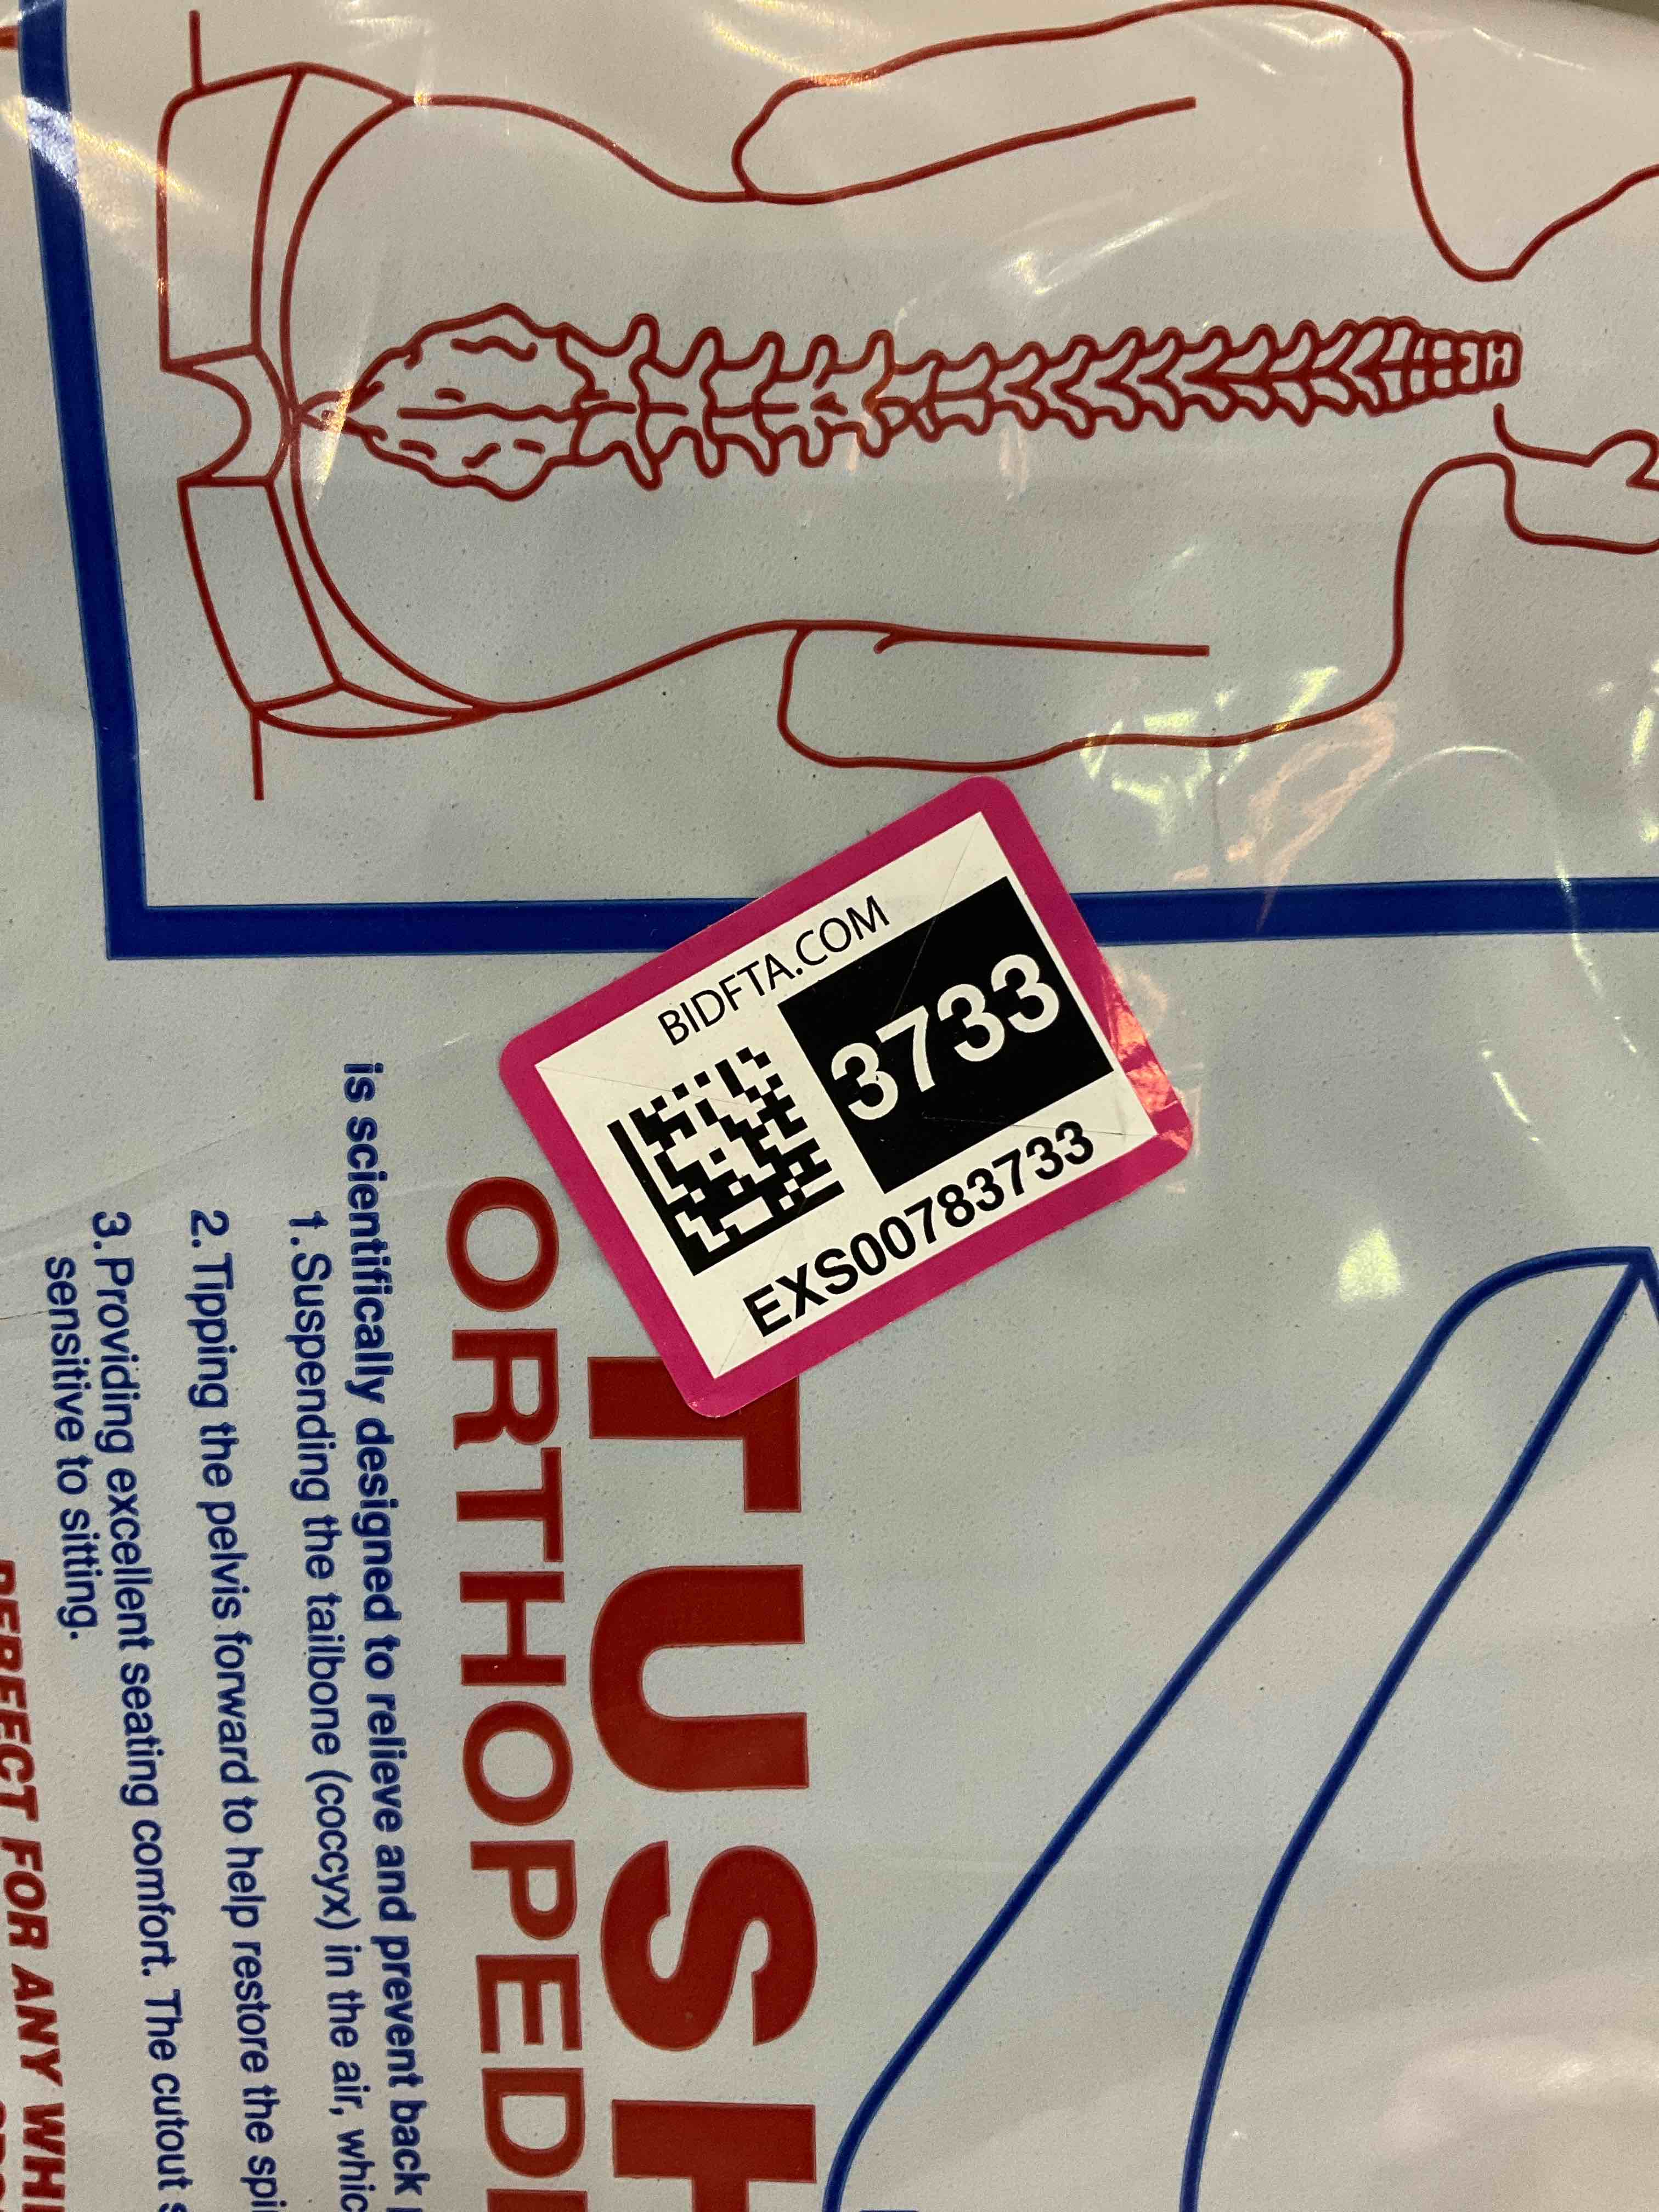 BIDFTA.COM
3733
EXS00783733
TUSH
ORTHOPEDI
is scientifically designed to relieve and prevent back
1.Suspending the tailbone (coccyx) in the air, whic
2.Tipping the pelvis forward to help restore the spi
3.Providing excellent seating comfort. The cutout s
sensitive to sitting.
PERFECT FOR ANY WH